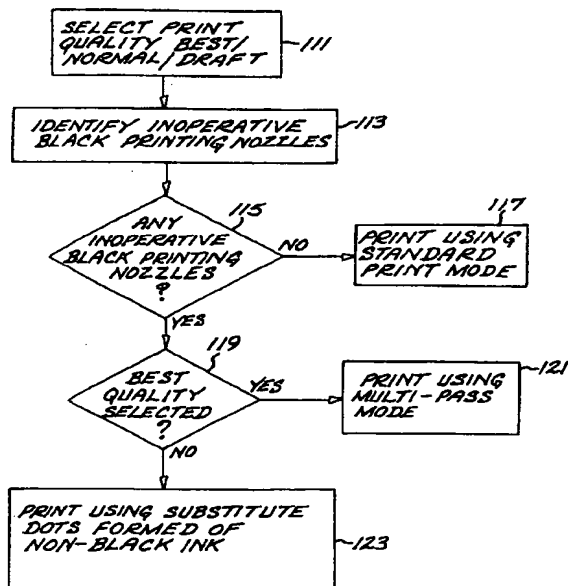 SELECT PRINT
QUALITY BEST/
NORMAL/DRAFT
111
IDENTIFY INOPERATIVE
BLACK PRINTING NOZZLES
113
ANY
INOPERATIVE
BLACK PRINTING
NOZZLES
?
115
NO
117
PRINT USING
STANDARD
PRINT MODE
YES
119
BEST
QUALITY
SELECTED
?
YES
121
PRINT USING
MULTI-PASS
MODE
NO
PRINT USING SUBSTITUTE
DOTS FORMED OF
NON-BLACK INK
123